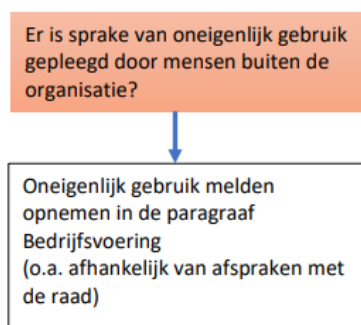 Er is sprake van oneigenlijk gebruik
gepleegd door mensen buiten de
organisatie?
Oneigenlijk gebruik melden
opnemen in de paragraaf
Bedrijfsvoering
(o.a. afhankelijk van afspraken met
de raad)